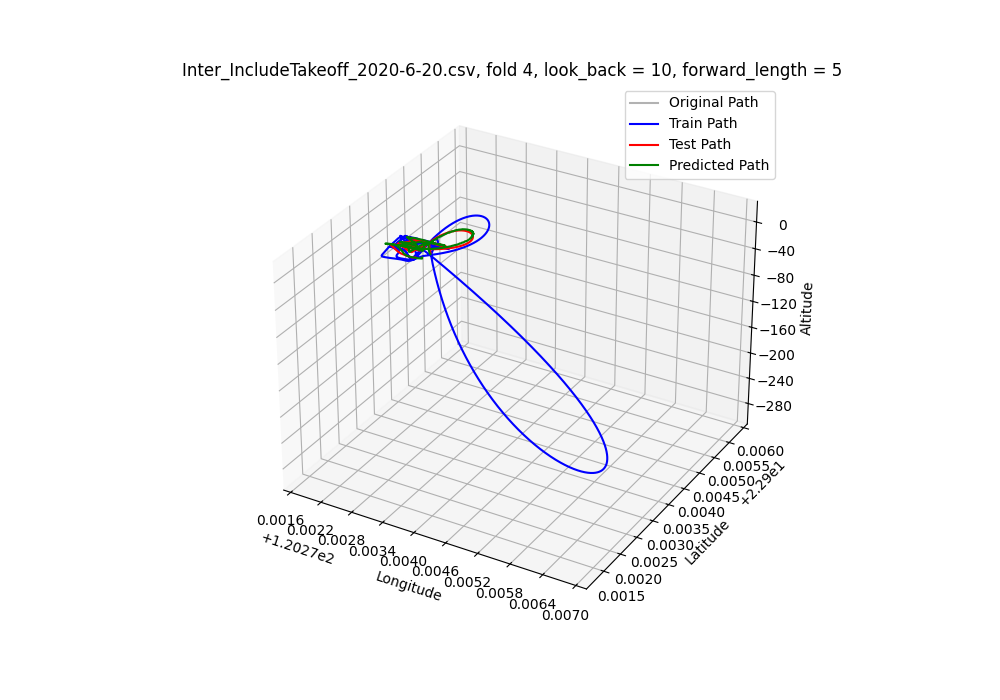 Inter_IncludeTakeoff_2020-6-20.csv, fold 4, look_back = 10, forward_length = 5
Original Path
Train Path
Test Path
Predicted Path
0
−40
−80
−120
−160
−200
−240
−280
Altitude
0.0060
0.0055
0.0050
0.0045
0.0040
0.0035
0.0030
0.0025
0.0020
0.0015
+2.29e1
Latitude
0.0016
0.0022
0.0028
0.0034
0.0040
0.0046
0.0052
0.0058
0.0064
0.0070
+1.2027e2
Longitude